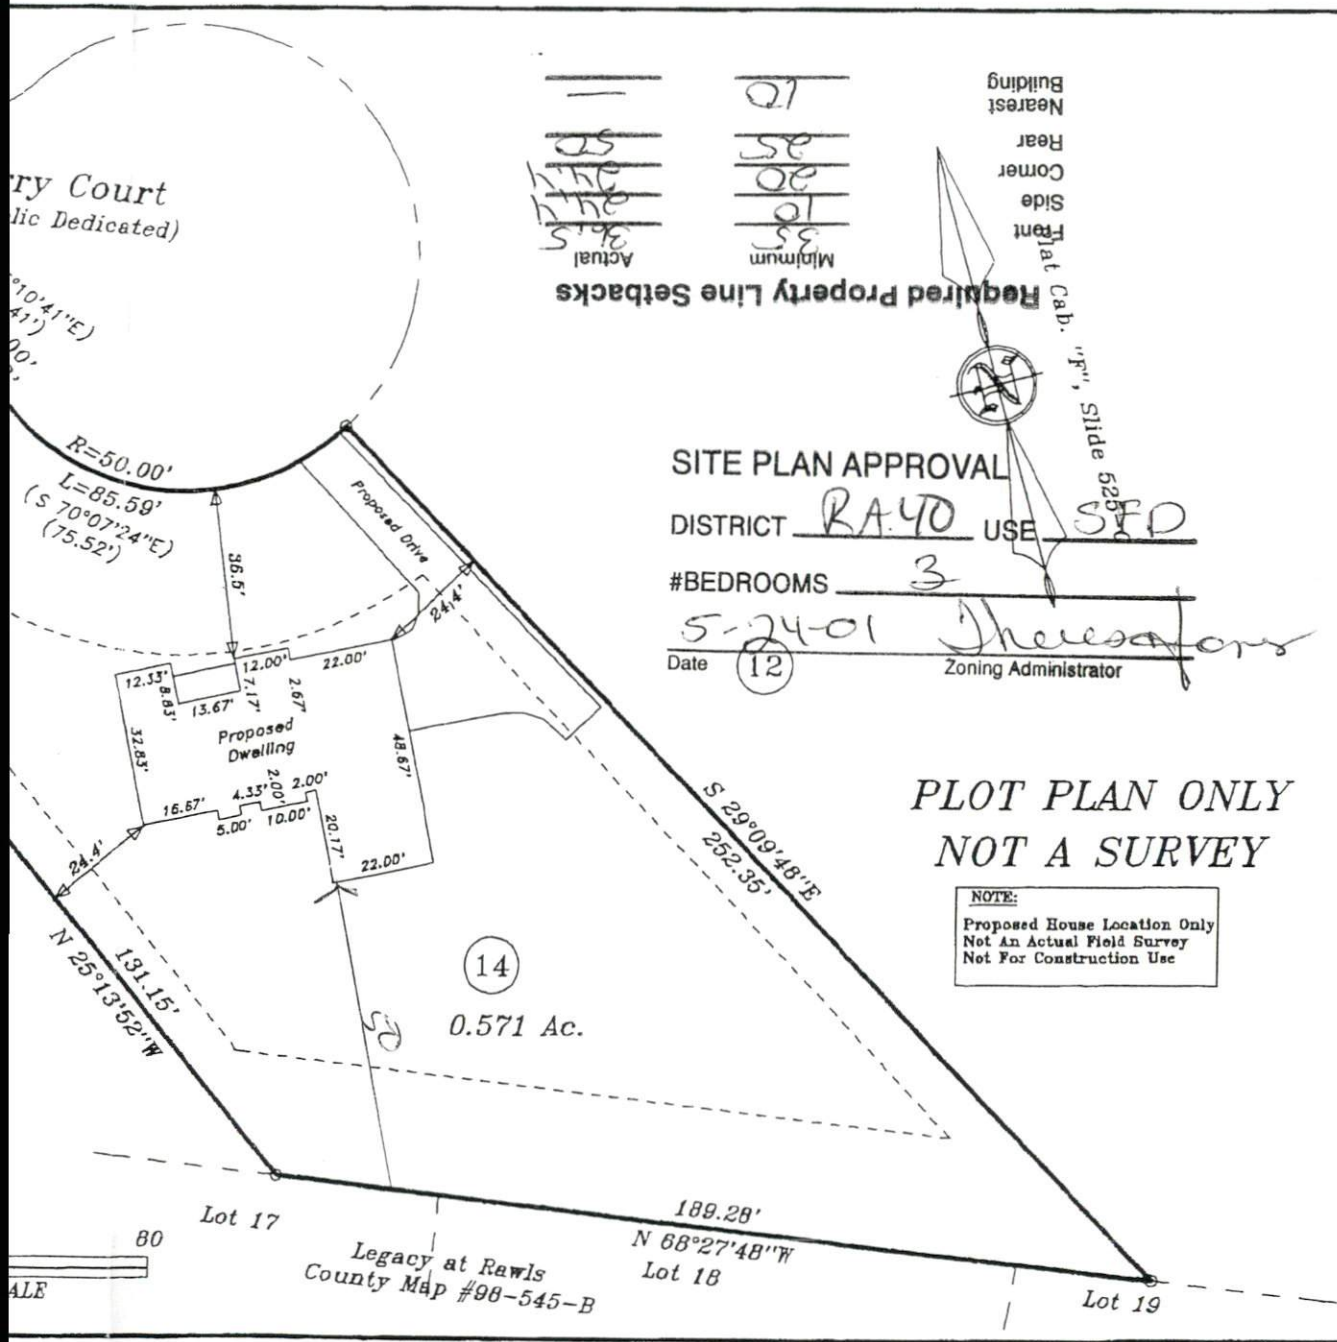 rry Court
lic Dedicated)
°10'41"E)
41')
00'
R=50.00'
L=85.59'
(S 70°07'24"E)
(75.52')
Required Property Line Setbacks
Minimum Actual
Front 35 36.5
Side 10 24.4
Corner 20 24.4
Rear 25 50
Nearest
Building 10 —
Plat Cab. "F", Slide 525
N
SITE PLAN APPROVAL
DISTRICT RA.40 USE SFD
#BEDROOMS 3
5-24-01
Date 12 Zoning Administrator
Proposed Drive
36.5'
24.4'
12.00'
22.00'
12.33'
8.83'
13.67'
7.17'
2.67'
Proposed
Dwelling
32.83'
48.67'
16.67'
4.33'
2.00'
2.00'
5.00'
10.00'
20.17'
22.00'
24.4'
S 29°09'48"E
252.35'
PLOT PLAN ONLY
NOT A SURVEY
NOTE:
Proposed House Location Only
Not An Actual Field Survey
Not For Construction Use
131.15'
N 25°13'52"W
14
0.571 Ac.
50
189.28'
N 68°27'48"W
Lot 17
Lot 18
Lot 19
Legacy at Rawls
County Map #98-545-B
80
ALE